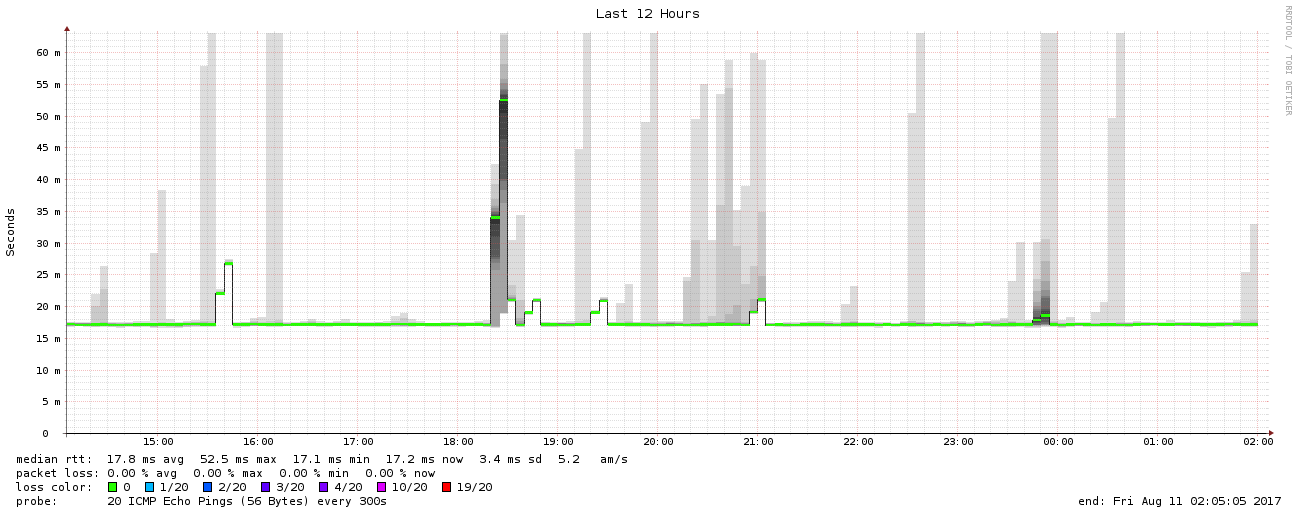 Last 12 Hours
RRDTOOL / TOBI OETIKER
Seconds
60 m
55 m
50 m
45 m
40 m
35 m
30 m
25 m
20 m
15 m
10 m
5 m
0
15:00 16:00 17:00 18:00 19:00 20:00 21:00 22:00 23:00 00:00 01:00 02:00
median rtt: 17.8 ms avg 52.5 ms max 17.1 ms min 17.2 ms now 3.4 ms sd 5.2 am/s
packet loss: 0.00 % avg 0.00 % max 0.00 % min 0.00 % now
loss color: 0 1/20 2/20 3/20 4/20 10/20 19/20
probe: 20 ICMP Echo Pings (56 Bytes) every 300s end: Fri Aug 11 02:05:05 2017